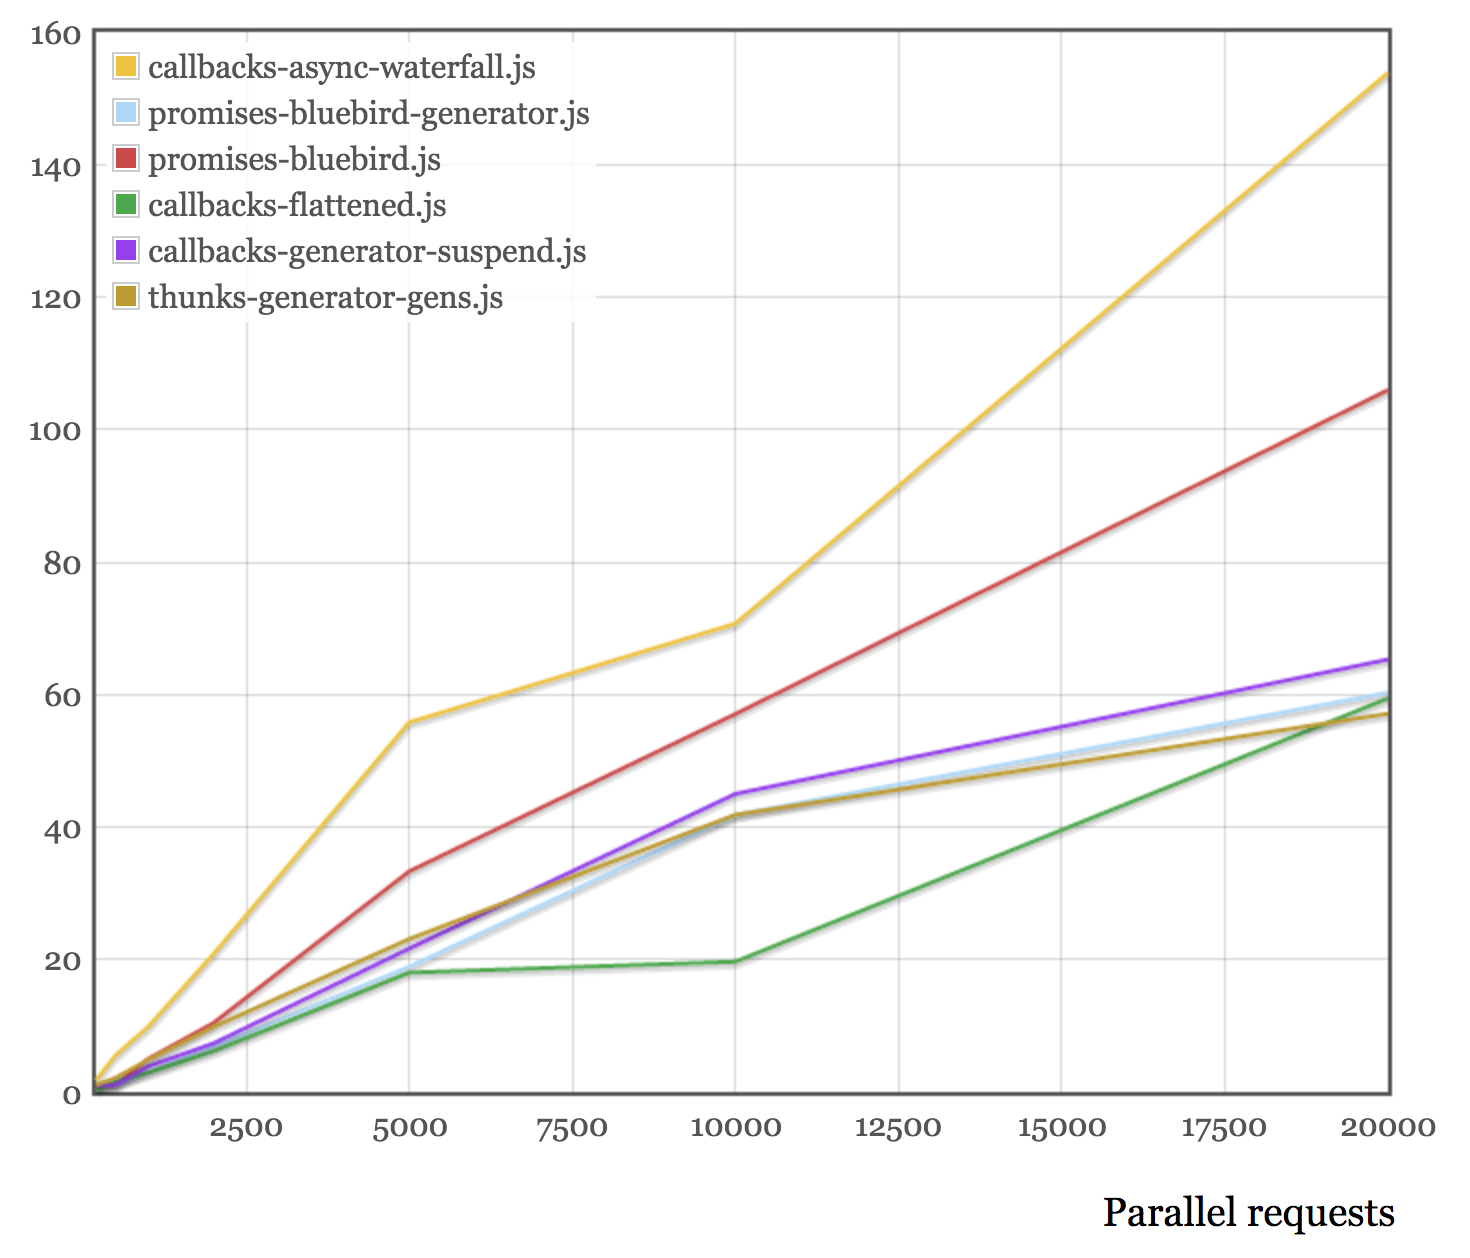 160
140
120
100
80
60
40
20
0
callbacks-async-waterfall.js
promises-bluebird-generator.js
promises-bluebird.js
callbacks-flattened.js
callbacks-generator-suspend.js
thunks-generator-gens.js
2500 5000 7500 10000 12500 15000 17500 20000
Parallel requests